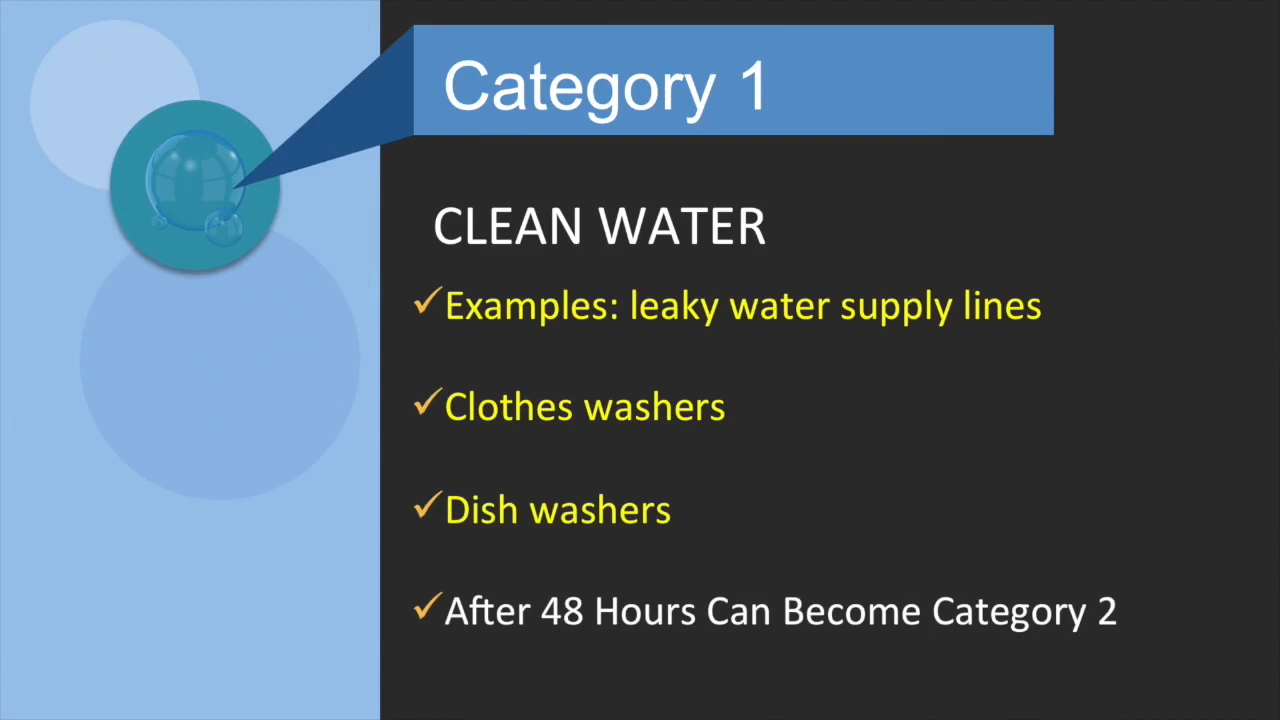 Category 1
CLEAN WATER
✓Examples: leaky water supply lines
✓Clothes washers
✓Dish washers
✓After 48 Hours Can Become Category 2